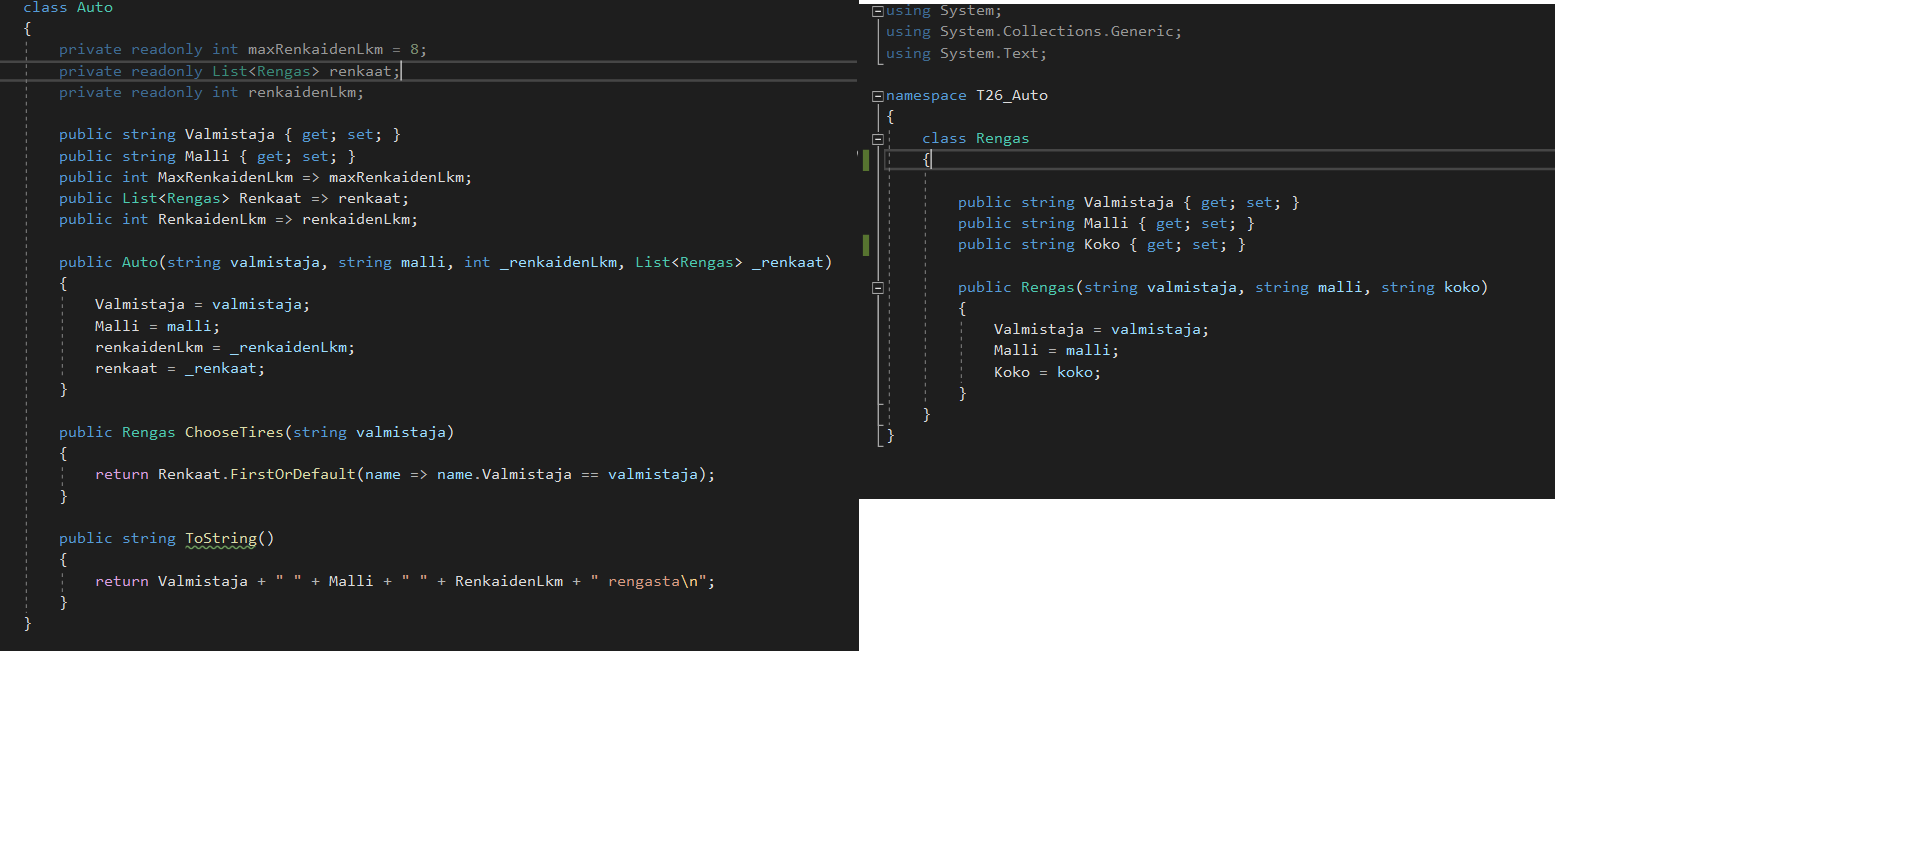 class Auto
{
private readonly int maxRenkaidenLkm = 8;
private readonly List<Rengas> renkaat;
private readonly int renkaidenLkm;
public string Valmistaja { get; set; }
public string Malli { get; set; }
public int MaxRenkaidenLkm => maxRenkaidenLkm;
public List<Rengas> Renkaat => renkaat;
public int RenkaidenLkm => renkaidenLkm;
public Auto(string valmistaja, string malli, int _renkaidenLkm, List<Rengas> _renkaat)
{
Valmistaja = valmistaja;
Malli = malli;
renkaidenLkm = _renkaidenLkm;
renkaat = _renkaat;
}
public Rengas ChooseTires(string valmistaja)
{
return Renkaat.FirstOrDefault(name => name.Valmistaja == valmistaja);
}
public string ToString()
{
return Valmistaja + " " + Malli + " " + RenkaidenLkm + " rengasta\n";
}
}
using System;
using System.Collections.Generic;
using System.Text;
namespace T26_Auto
{
class Rengas
{
public string Valmistaja { get; set; }
public string Malli { get; set; }
public string Koko { get; set; }
public Rengas(string valmistaja, string malli, string koko)
{
Valmistaja = valmistaja;
Malli = malli;
Koko = koko;
}
}
}